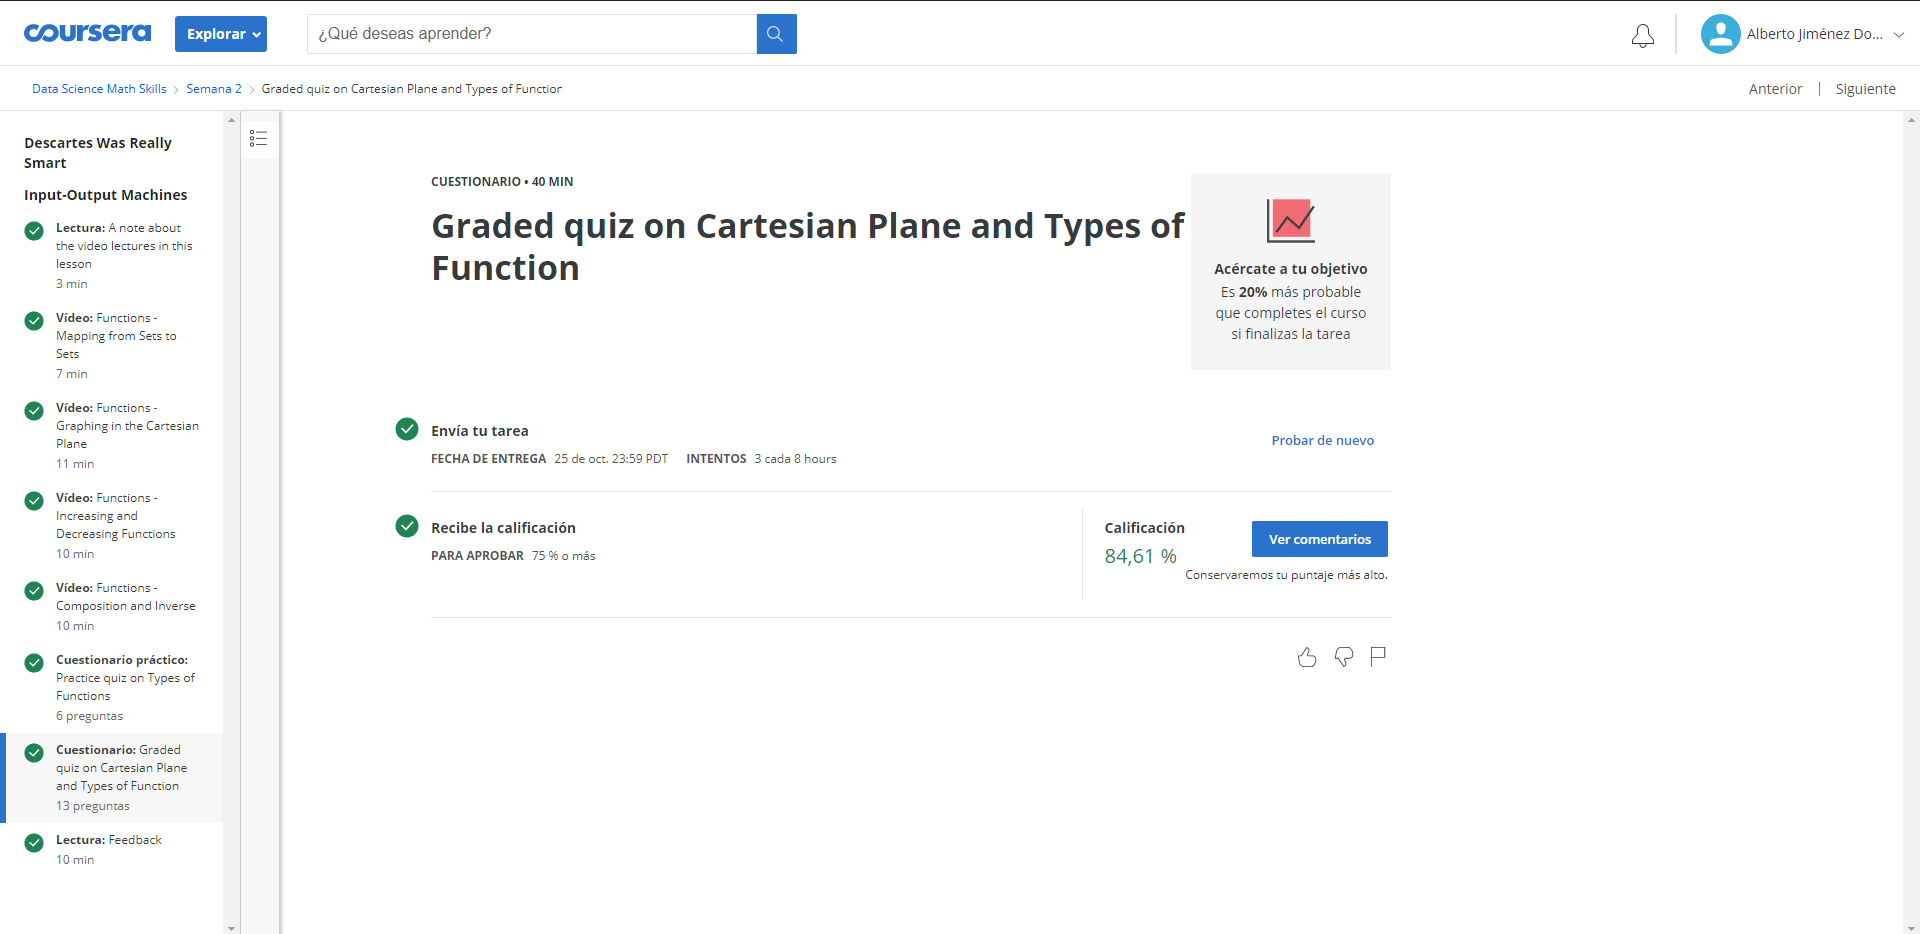 coursera
Explorar
¿Qué deseas aprender?
Alberto Jiménez Do...
Data Science Math Skills > Semana 2 > Graded quiz on Cartesian Plane and Types of Function
Anterior | Siguiente
Descartes Was Really
Smart
Input-Output Machines
Lectura: A note about
the video lectures in this
lesson
3 min
Vídeo: Functions -
Mapping from Sets to
Sets
7 min
Vídeo: Functions -
Graphing in the Cartesian
Plane
11 min
Vídeo: Functions -
Increasing and
Decreasing Functions
10 min
Vídeo: Functions -
Composition and Inverse
10 min
Cuestionario práctico:
Practice quiz on Types of
Functions
6 preguntas
Cuestionario: Graded
quiz on Cartesian Plane
and Types of Function
13 preguntas
Lectura: Feedback
10 min
CUESTIONARIO • 40 MIN
Graded quiz on Cartesian Plane and Types of
Function
Acércate a tu objetivo
Es 20% más probable
que completes el curso
si finalizas la tarea
Envía tu tarea
FECHA DE ENTREGA 25 de oct. 23:59 PDT INTENTOS 3 cada 8 hours
Probar de nuevo
Recibe la calificación
PARA APROBAR 75 % o más
Calificación
84,61 %
Ver comentarios
Conservaremos tu puntaje más alto.